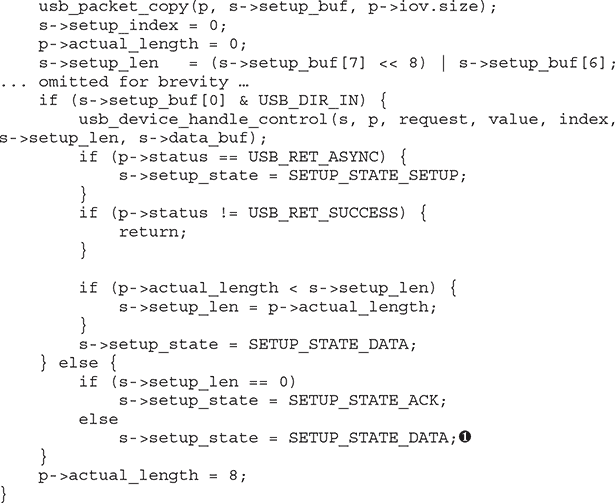 usb_packet_copy(p, s->setup_buf, p->iov.size);
    s->setup_index = 0;
    p->actual_length = 0;
    s->setup_len   = (s->setup_buf[7] << 8) | s->setup_buf[6];
... omitted for brevity …
    if (s->setup_buf[0] & USB_DIR_IN) {
        usb_device_handle_control(s, p, request, value, index,
s->setup_len, s->data_buf);
        if (p->status == USB_RET_ASYNC) {
            s->setup_state = SETUP_STATE_SETUP;
        }
        if (p->status != USB_RET_SUCCESS) {
            return;
        }

        if (p->actual_length < s->setup_len) {
            s->setup_len = p->actual_length;
        }
        s->setup_state = SETUP_STATE_DATA;
    } else {
        if (s->setup_len == 0)
            s->setup_state = SETUP_STATE_ACK;
        else
            s->setup_state = SETUP_STATE_DATA;❶
    }
    p->actual_length = 8;
}